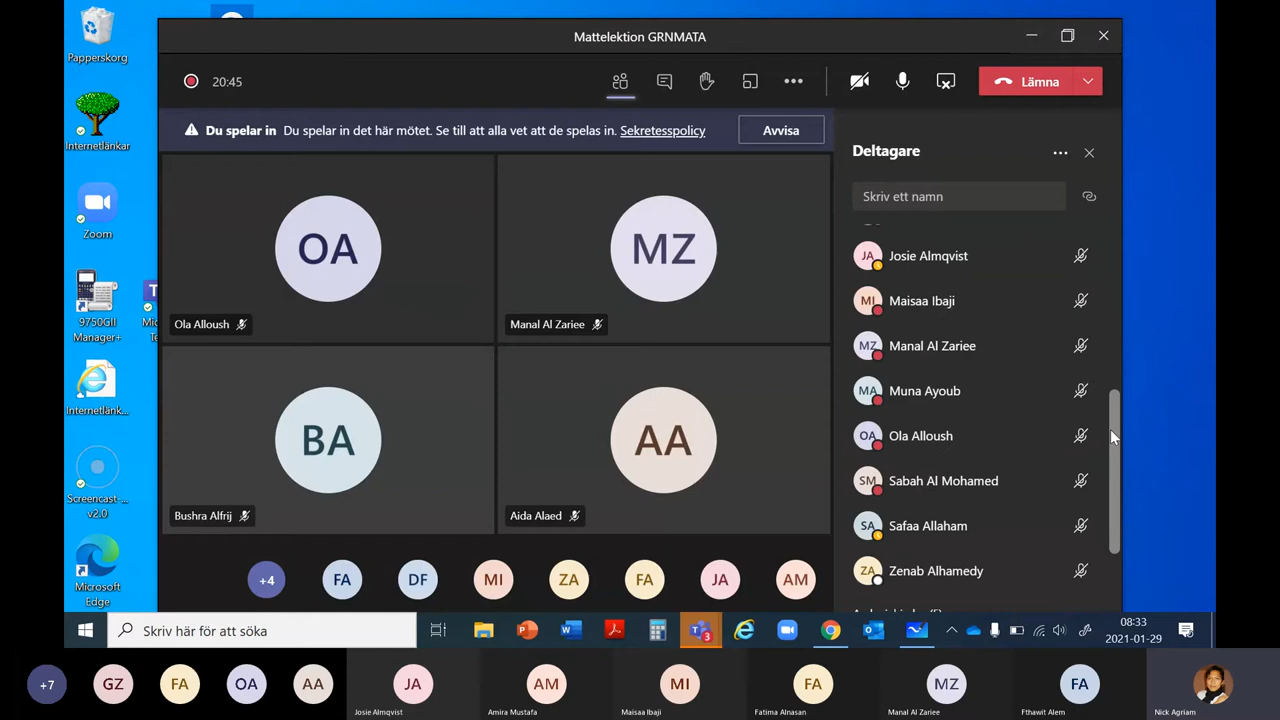 Papperskorg
Internetlänkar
Zoom
9750GII
Manager+
Internetlänk...
Screencast-...
v2.0
Microsoft
Edge
Mattelektion GRNMATA
20:45
Lämna
Du spelar in Du spelar in det här mötet. Se till att alla vet att de spelas in. Sekretesspolicy
Avvisa
OA
Ola Alloush
MZ
Manal Al Zariee
BA
Bushra Alfrij
AA
Aida Alaed
+4
FA
DF
MI
ZA
FA
JA
AM
Deltagare
Skriv ett namn
JA Josie Almqvist
MI Maisaa Ibaji
MZ Manal Al Zariee
MA Muna Ayoub
OA Ola Alloush
SM Sabah Al Mohamed
SA Safaa Allaham
ZA Zenab Alhamedy
Skriv här för att söka
3
08:33
2021-01-29
+7
GZ
FA
OA
AA
JA
Josie Almqvist
AM
Amira Mustafa
MI
Maisaa Ibaji
FA
Fatima Alnasan
MZ
Manal Al Zariee
FA
Fthawit Alem
Nick Agriam